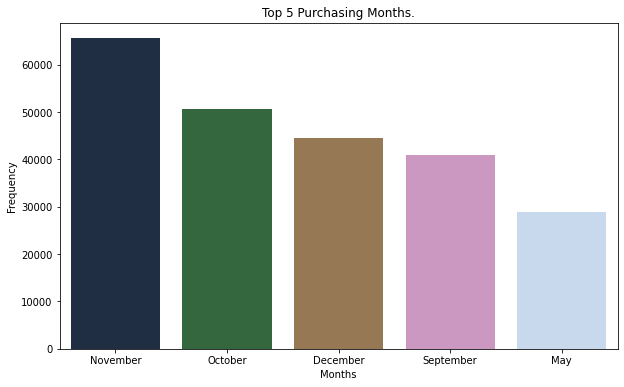 Top 5 Purchasing Months.
60000
50000
40000
30000
20000
10000
0
Frequency
November October December September May
Months